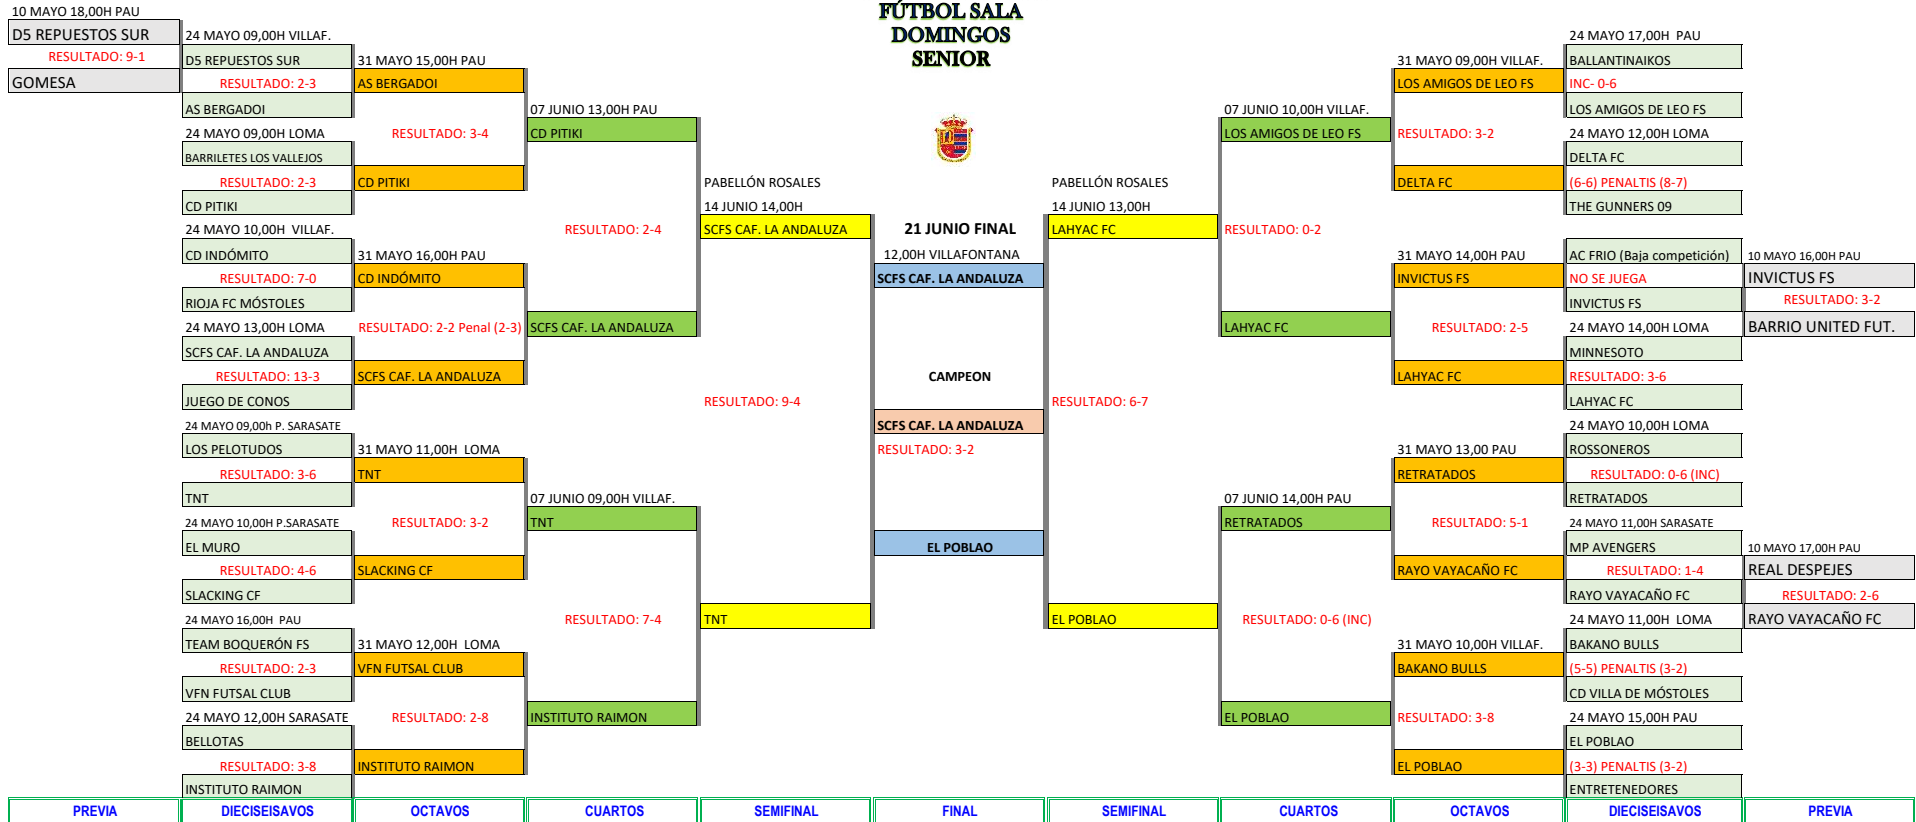 FÚTBOL SALA
DOMINGOS
SENIOR
10 MAYO 18,00H PAU
D5 REPUESTOS SUR
RESULTADO: 9-1
GOMESA
24 MAYO 09,00H VILLAF.
D5 REPUESTOS SUR
RESULTADO: 2-3
AS BERGADOI
24 MAYO 09,00H LOMA
BARRILETES LOS VALLEJOS
RESULTADO: 2-3
CD PITIKI
24 MAYO 10,00H VILLAF.
CD INDÓMITO
RESULTADO: 7-0
RIOJA FC MÓSTOLES
24 MAYO 13,00H LOMA
SCFS CAF. LA ANDALUZA
RESULTADO: 13-3
JUEGO DE CONOS
24 MAYO 09,00h P. SARASATE
LOS PELOTUDOS
RESULTADO: 3-6
TNT
24 MAYO 10,00H P.SARASATE
EL MURO
RESULTADO: 4-6
SLACKING CF
24 MAYO 16,00H PAU
TEAM BOQUERÓN FS
RESULTADO: 2-3
VFN FUTSAL CLUB
24 MAYO 12,00H SARASATE
BELLOTAS
RESULTADO: 3-8
INSTITUTO RAIMON
31 MAYO 15,00H PAU
AS BERGADOI
RESULTADO: 3-4
CD PITIKI
31 MAYO 16,00H PAU
CD INDÓMITO
RESULTADO: 2-2 Penal (2-3)
SCFS CAF. LA ANDALUZA
31 MAYO 11,00H LOMA
TNT
RESULTADO: 3-2
SLACKING CF
31 MAYO 12,00H LOMA
VFN FUTSAL CLUB
RESULTADO: 2-8
INSTITUTO RAIMON
07 JUNIO 13,00H PAU
CD PITIKI
RESULTADO: 2-4
SCFS CAF. LA ANDALUZA
07 JUNIO 09,00H VILLAF.
TNT
RESULTADO: 7-4
INSTITUTO RAIMON
PABELLÓN ROSALES
14 JUNIO 14,00H
SCFS CAF. LA ANDALUZA
RESULTADO: 9-4
TNT
21 JUNIO FINAL
12,00H VILLAFONTANA
SCFS CAF. LA ANDALUZA
CAMPEON
SCFS CAF. LA ANDALUZA
RESULTADO: 3-2
EL POBLAO
PABELLÓN ROSALES
14 JUNIO 13,00H
LAHYAC FC
RESULTADO: 6-7
EL POBLAO
07 JUNIO 10,00H VILLAF.
LOS AMIGOS DE LEO FS
RESULTADO: 0-2
LAHYAC FC
07 JUNIO 14,00H PAU
RETRATADOS
RESULTADO: 0-6 (INC)
EL POBLAO
31 MAYO 09,00H VILLAF.
LOS AMIGOS DE LEO FS
RESULTADO: 3-2
DELTA FC
31 MAYO 14,00H PAU
INVICTUS FS
RESULTADO: 2-5
LAHYAC FC
31 MAYO 13,00 PAU
RETRATADOS
RESULTADO: 5-1
RAYO VAYACAÑO FC
31 MAYO 10,00H VILLAF.
BAKANO BULLS
RESULTADO: 3-8
EL POBLAO
24 MAYO 17,00H PAU
BALLANTINAIKOS
INC- 0-6
LOS AMIGOS DE LEO FS
24 MAYO 12,00H LOMA
DELTA FC
(6-6) PENALTIS (8-7)
THE GUNNERS 09
AC FRIO (Baja competición)
NO SE JUEGA
INVICTUS FS
24 MAYO 14,00H LOMA
MINNESOTO
RESULTADO: 3-6
LAHYAC FC
24 MAYO 10,00H LOMA
ROSSONEROS
RESULTADO: 0-6 (INC)
RETRATADOS
24 MAYO 11,00H SARASATE
MP AVENGERS
RESULTADO: 1-4
RAYO VAYACAÑO FC
24 MAYO 11,00H LOMA
BAKANO BULLS
(5-5) PENALTIS (3-2)
CD VILLA DE MÓSTOLES
24 MAYO 15,00H PAU
EL POBLAO
(3-3) PENALTIS (3-2)
ENTRETENEDORES
10 MAYO 16,00H PAU
INVICTUS FS
RESULTADO: 3-2
BARRIO UNITED FUT.
10 MAYO 17,00H PAU
REAL DESPEJES
RESULTADO: 2-6
RAYO VAYACAÑO FC
PREVIA
DIECISEISAVOS
OCTAVOS
CUARTOS
SEMIFINAL
FINAL
SEMIFINAL
CUARTOS
OCTAVOS
DIECISEISAVOS
PREVIA